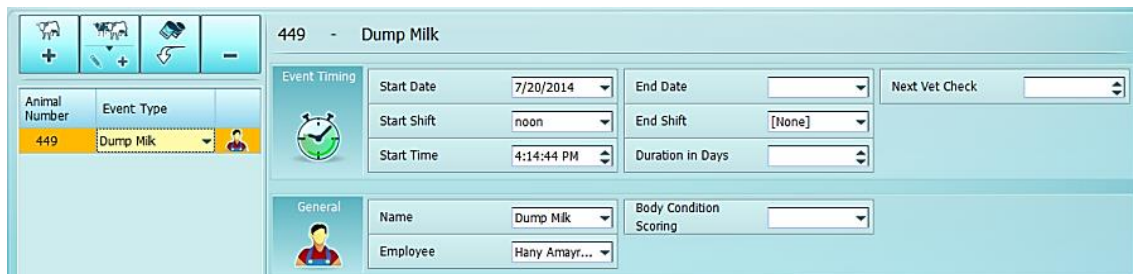 449 - Dump Milk
Animal Number Event Type
449 Dump Milk
Event Timing
Start Date 7/20/2014 End Date Next Vet Check
Start Shift noon End Shift [None]
Start Time 4:14:44 PM Duration in Days
General
Name Dump Milk Body Condition Scoring
Employee Hany Amayr...